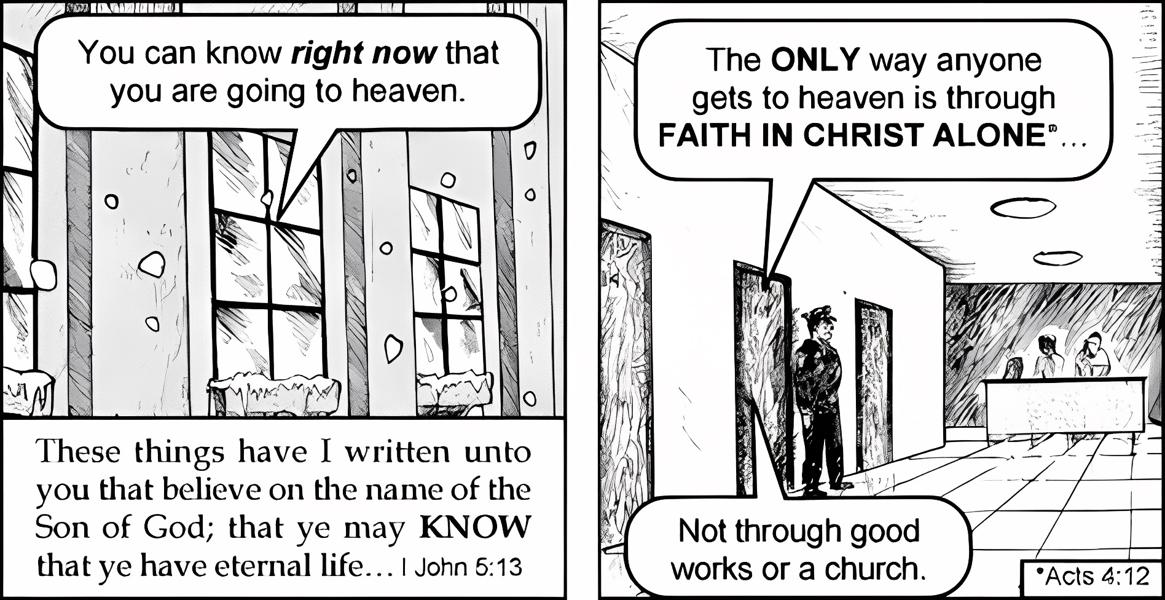 You can know right now that
you are going to heaven.
These things have I written unto
you that believe on the name of the
Son of God; that ye may KNOW
that ye have eternal life... I John 5:13
The ONLY way anyone
gets to heaven is through
FAITH IN CHRIST ALONE*...
Not through good
works or a church.
*Acts 4:12